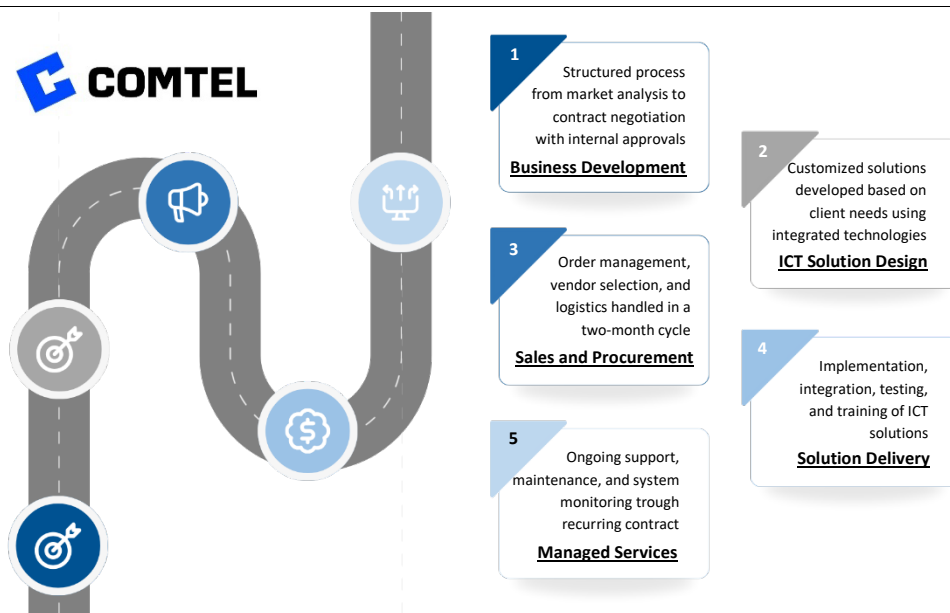 COMTEL
1
Structured process
from market analysis to
contract negotiation
with internal approvals
Business Development
2
Customized solutions
developed based on
client needs using
integrated technologies
ICT Solution Design
3
Order management,
vendor selection, and
logistics handled in a
two-month cycle
Sales and Procurement
4
Implementation,
integration, testing,
and training of ICT
solutions
Solution Delivery
5
Ongoing support,
maintenance, and system
monitoring trough
recurring contract
Managed Services
$